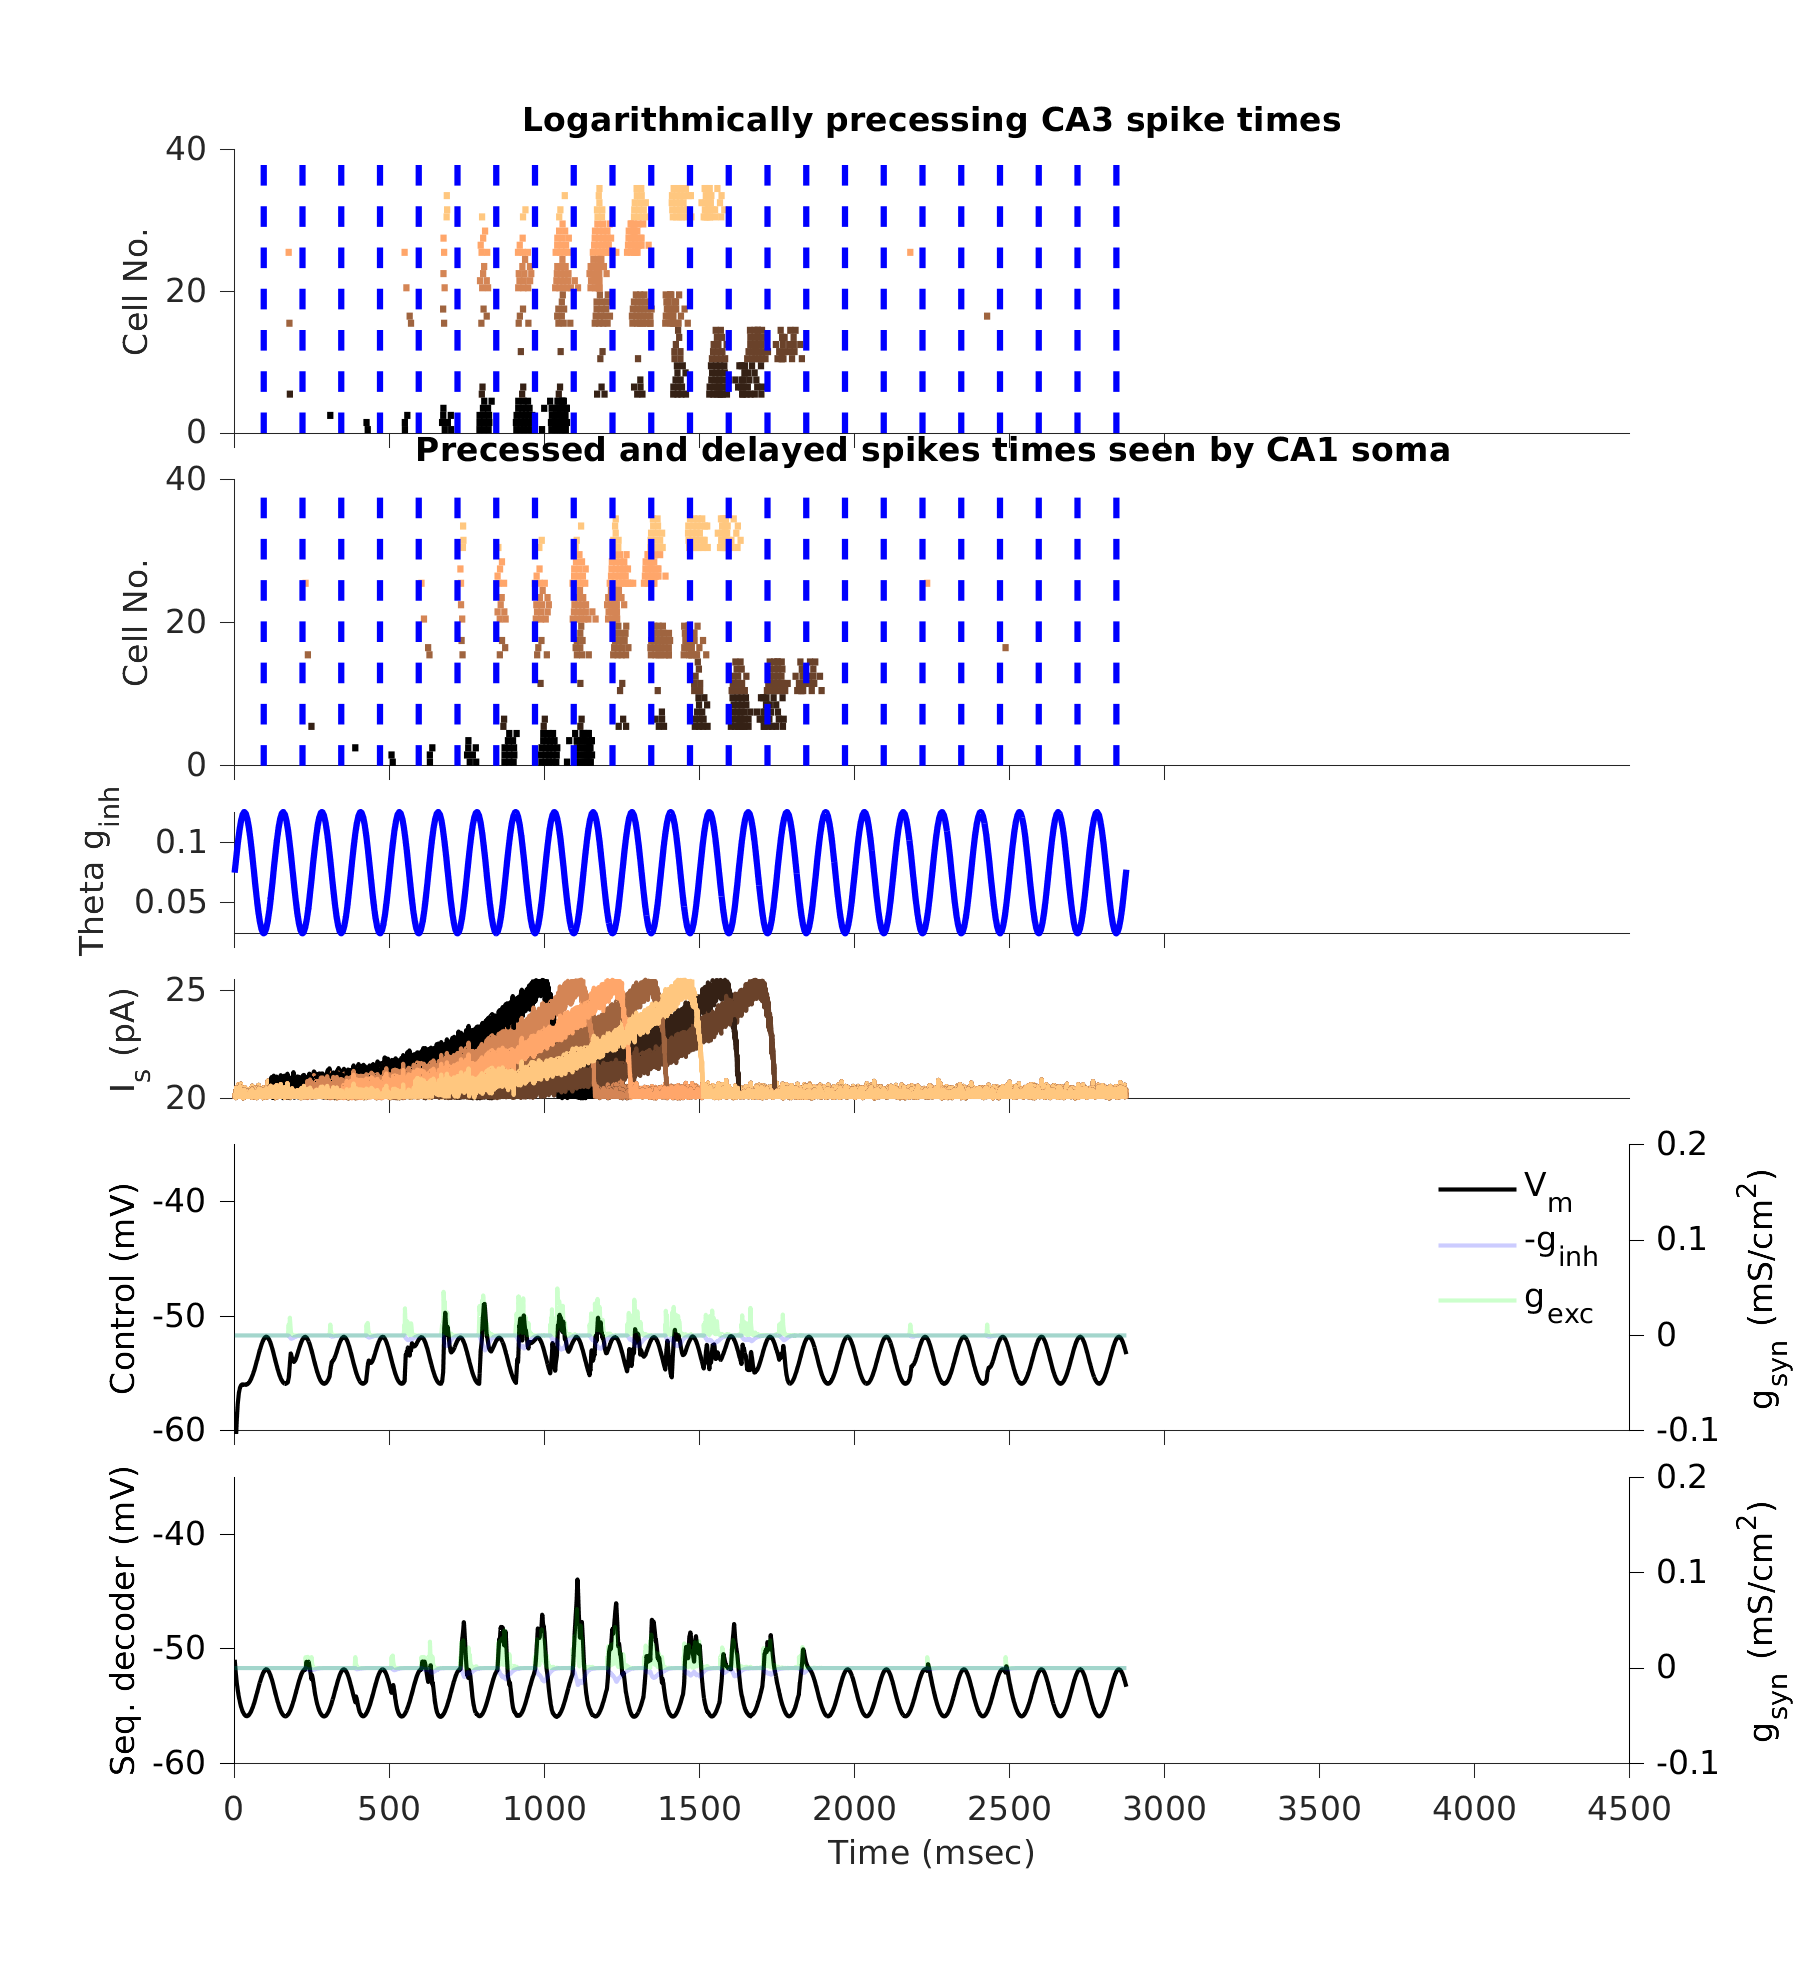 Logarithmically precessing CA3 spike times
40
20
0
Cell No.
Precessed and delayed spikes times seen by CA1 soma
40
20
0
Cell No.
0.1
0.05
Theta g_inh
25
20
I_s (pA)
-40
-50
-60
Control (mV)
V_m
-g_inh
g_exc
0.2
0.1
0
-0.1
g_syn (mS/cm^2)
-40
-50
-60
Seq. decoder (mV)
0.2
0.1
0
-0.1
g_syn (mS/cm^2)
0 500 1000 1500 2000 2500 3000 3500 4000 4500
Time (msec)